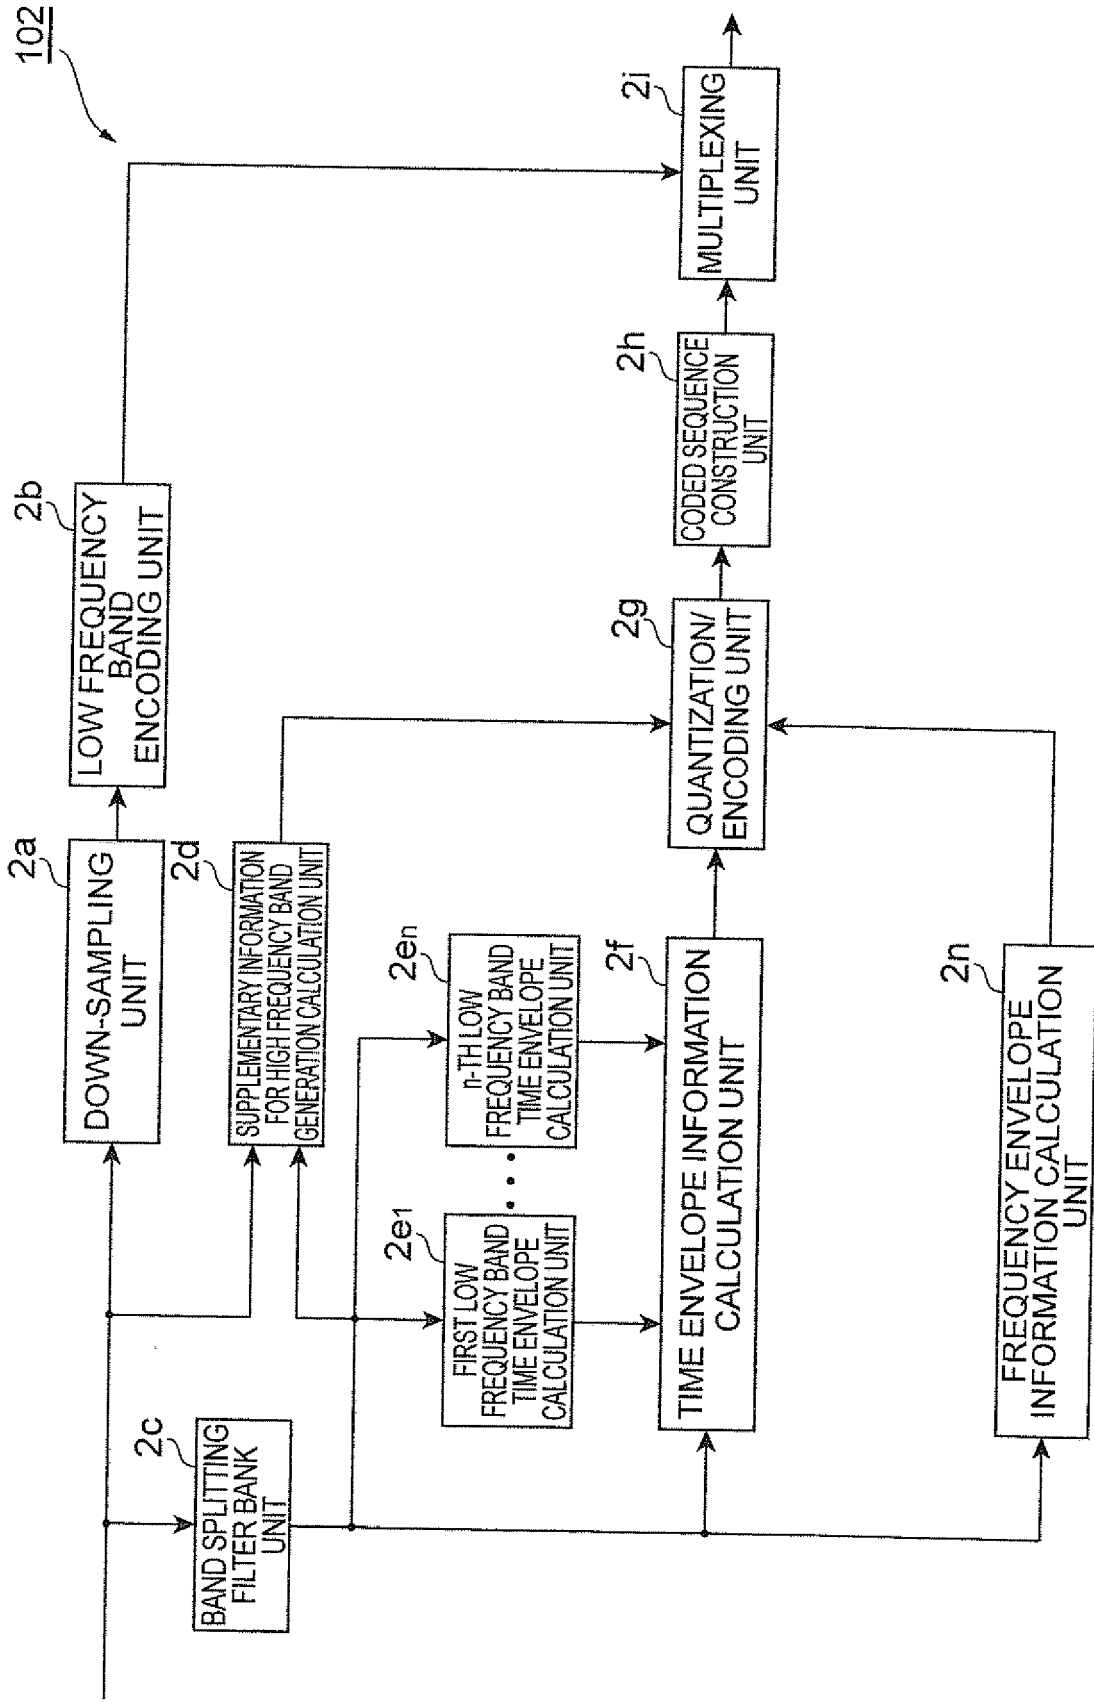 102
2a
DOWN-SAMPLING
UNIT
2b
LOW FREQUENCY
BAND
ENCODING UNIT
2c
BAND SPLITTING
FILTER BANK
UNIT
2d
SUPPLEMENTARY INFORMATION
FOR HIGH FREQUENCY BAND
GENERATION CALCULATION UNIT
2e1
FIRST LOW
FREQUENCY BAND
TIME ENVELOPE
CALCULATION UNIT
2en
n-TH LOW
FREQUENCY BAND
TIME ENVELOPE
CALCULATION UNIT
2f
TIME ENVELOPE INFORMATION
CALCULATION UNIT
2g
QUANTIZATION/
ENCODING UNIT
2h
CODED SEQUENCE
CONSTRUCTION
UNIT
2i
MULTIPLEXING
UNIT
2n
FREQUENCY ENVELOPE
INFORMATION CALCULATION
UNIT